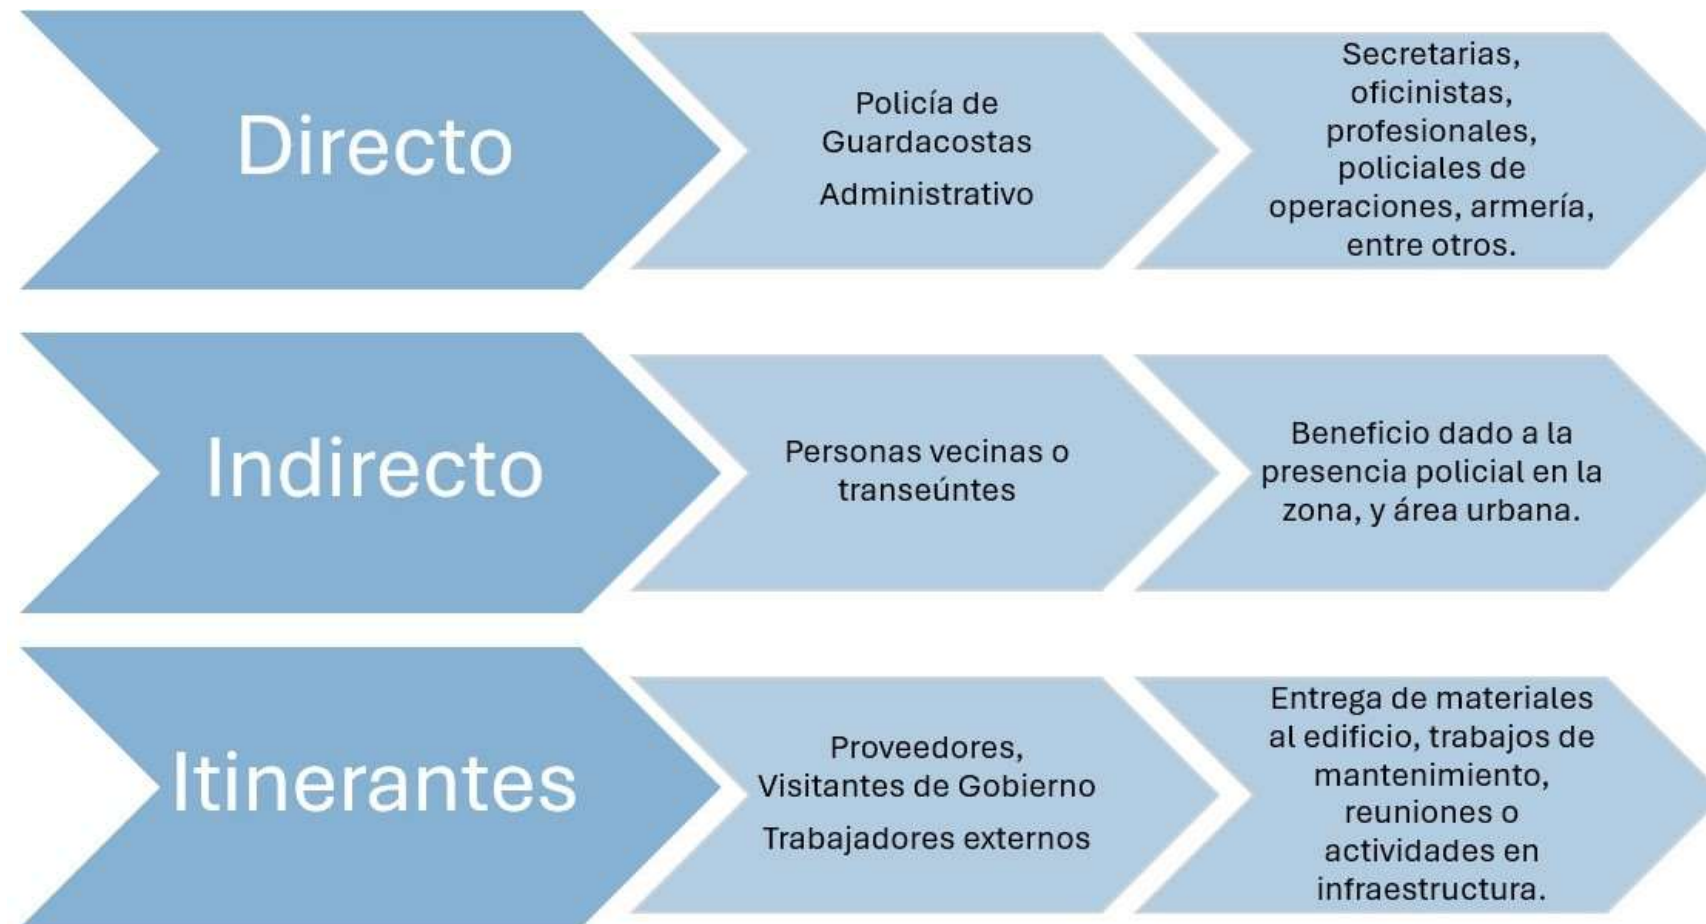 Directo
Policía de
Guardacostas
Administrativo
Secretarias,
oficinistas,
profesionales,
policiales de
operaciones, armería,
entre otros.
Indirecto
Personas vecinas o
transeúntes
Beneficio dado a la
presencia policial en la
zona, y área urbana.
Itinerantes
Proveedores,
Visitantes de Gobierno
Trabajadores externos
Entrega de materiales
al edificio, trabajos de
mantenimiento,
reuniones o
actividades en
infraestructura.